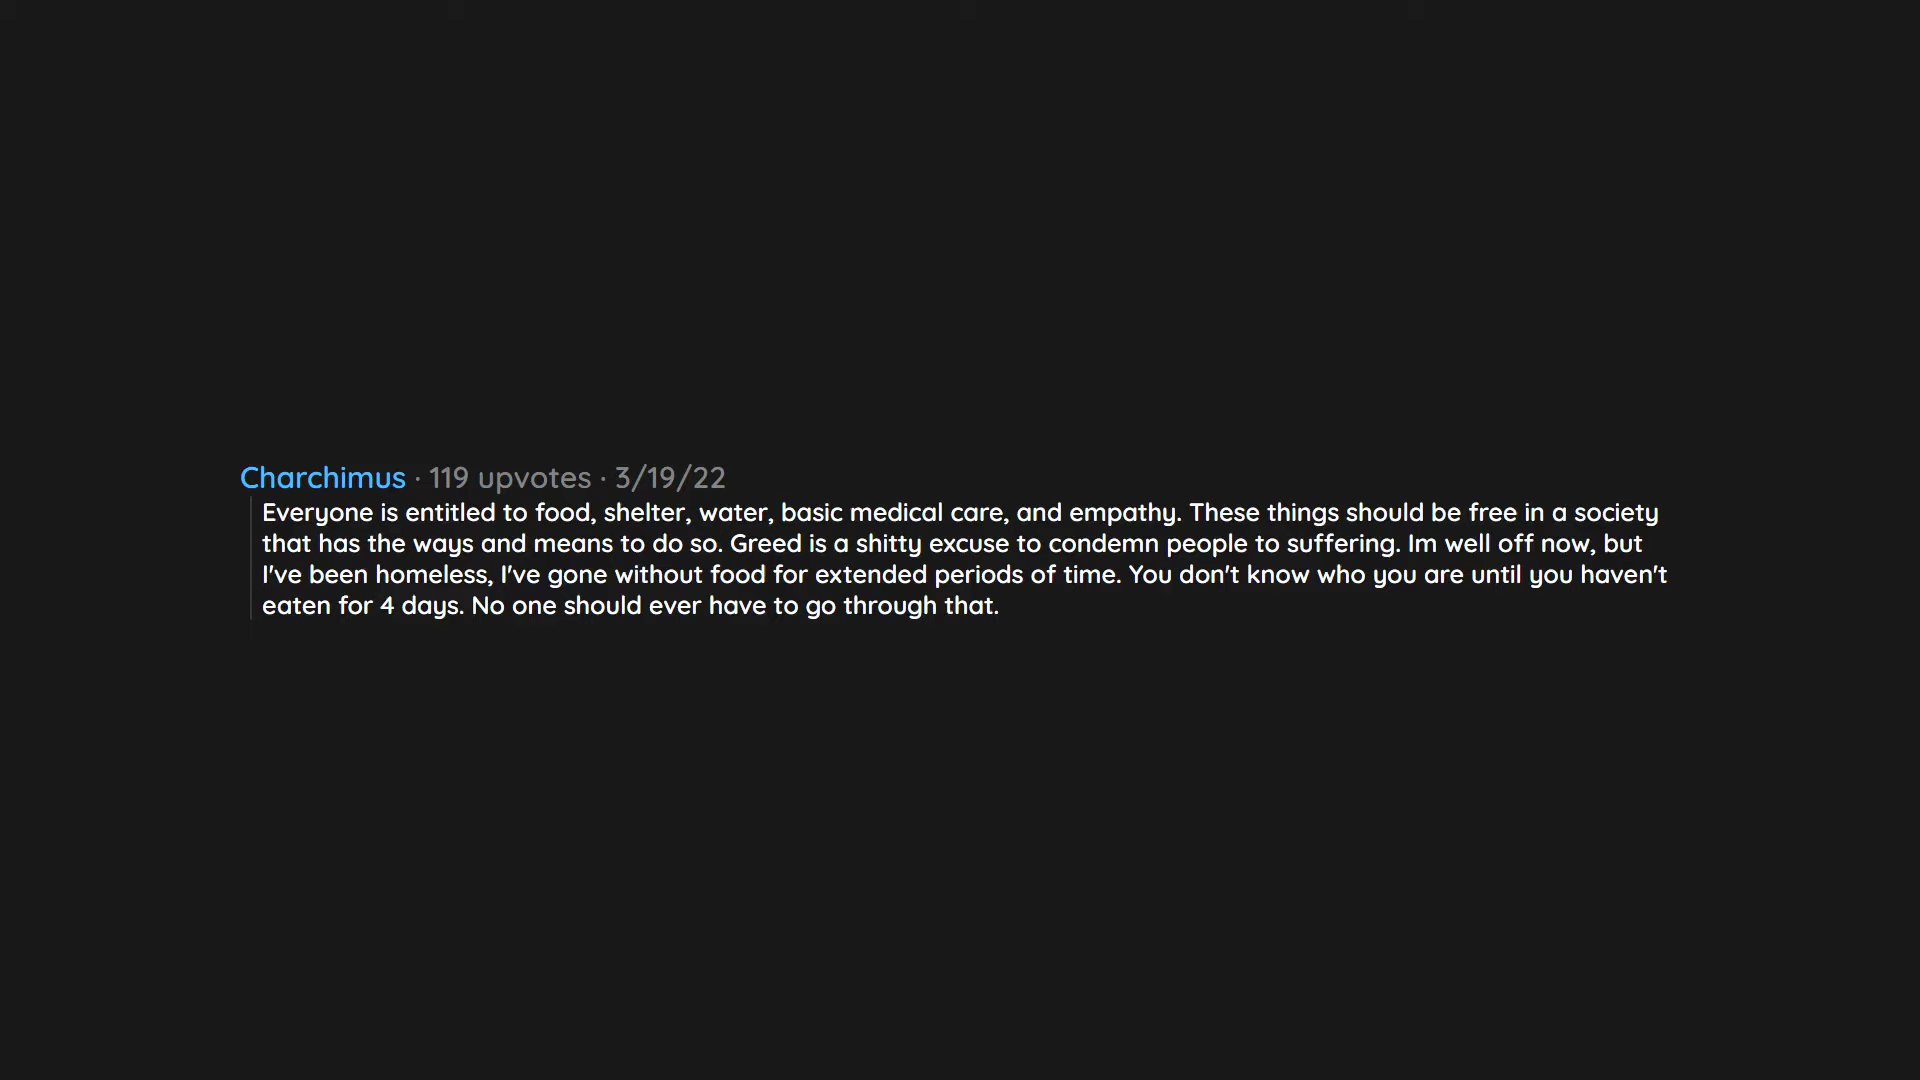 Charchimus · 119 upvotes · 3/19/22
Everyone is entitled to food, shelter, water, basic medical care, and empathy. These things should be free in a society
that has the ways and means to do so. Greed is a shitty excuse to condemn people to suffering. Im well off now, but
I've been homeless, I've gone without food for extended periods of time. You don't know who you are until you haven't
eaten for 4 days. No one should ever have to go through that.